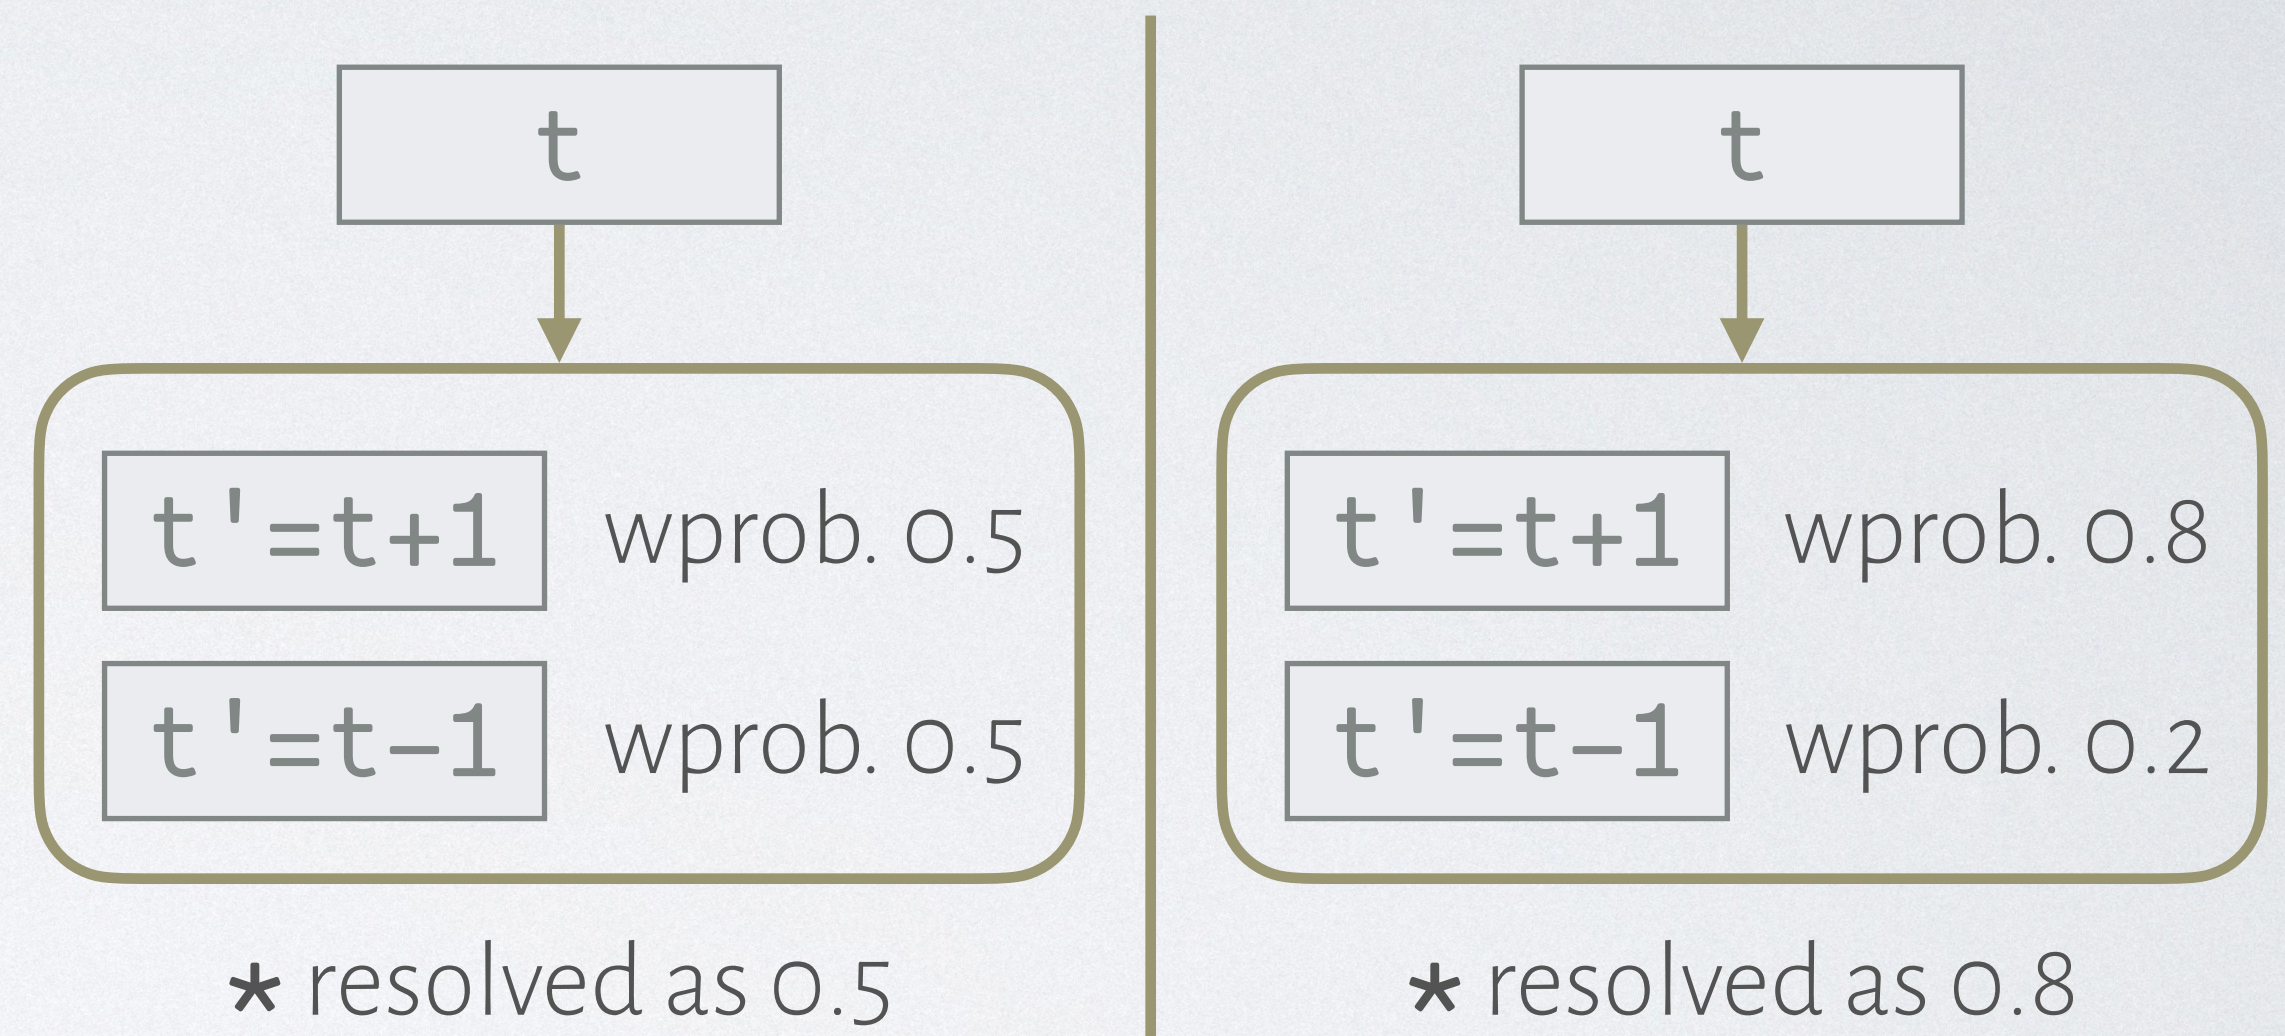 t
t'=t+1 wprob. 0.5
t'=t-1 wprob. 0.5
* resolved as 0.5
t
t'=t+1 wprob. 0.8
t'=t-1 wprob. 0.2
* resolved as 0.8